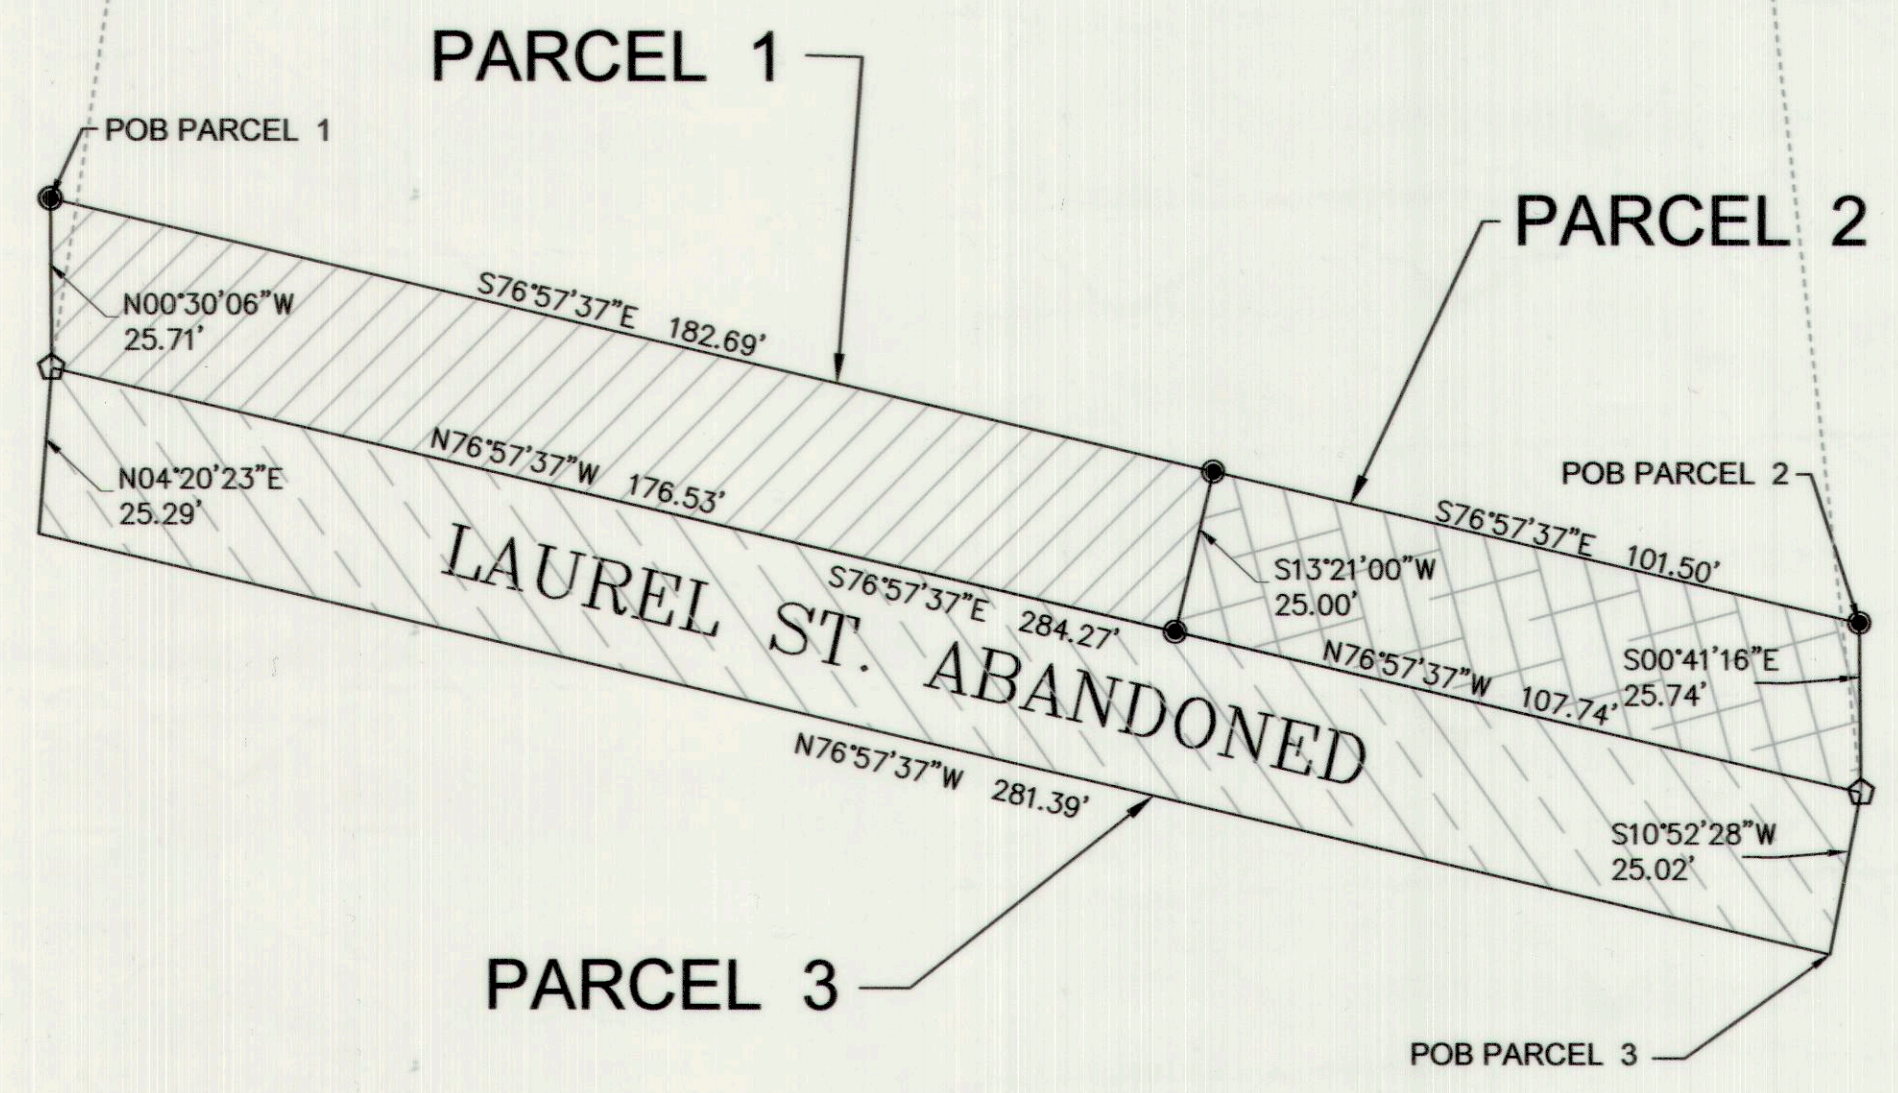 PARCEL 1
POB PARCEL 1
PARCEL 2
S76°57'37"E 182.69'
N00°30'06"W
25.71'
POB PARCEL 2
S76°57'37"E 101.50'
N76°57'37"W 176.53'
N04°20'23"E
25.29'
S13°21'00"W
25.00'
S76°57'37"E 284.27'
LAUREL ST. ABANDONED
N76°57'37"W 107.74'
S00°41'16"E
25.74'
N76°57'37"W 281.39'
S10°52'28"W
25.02'
PARCEL 3
POB PARCEL 3